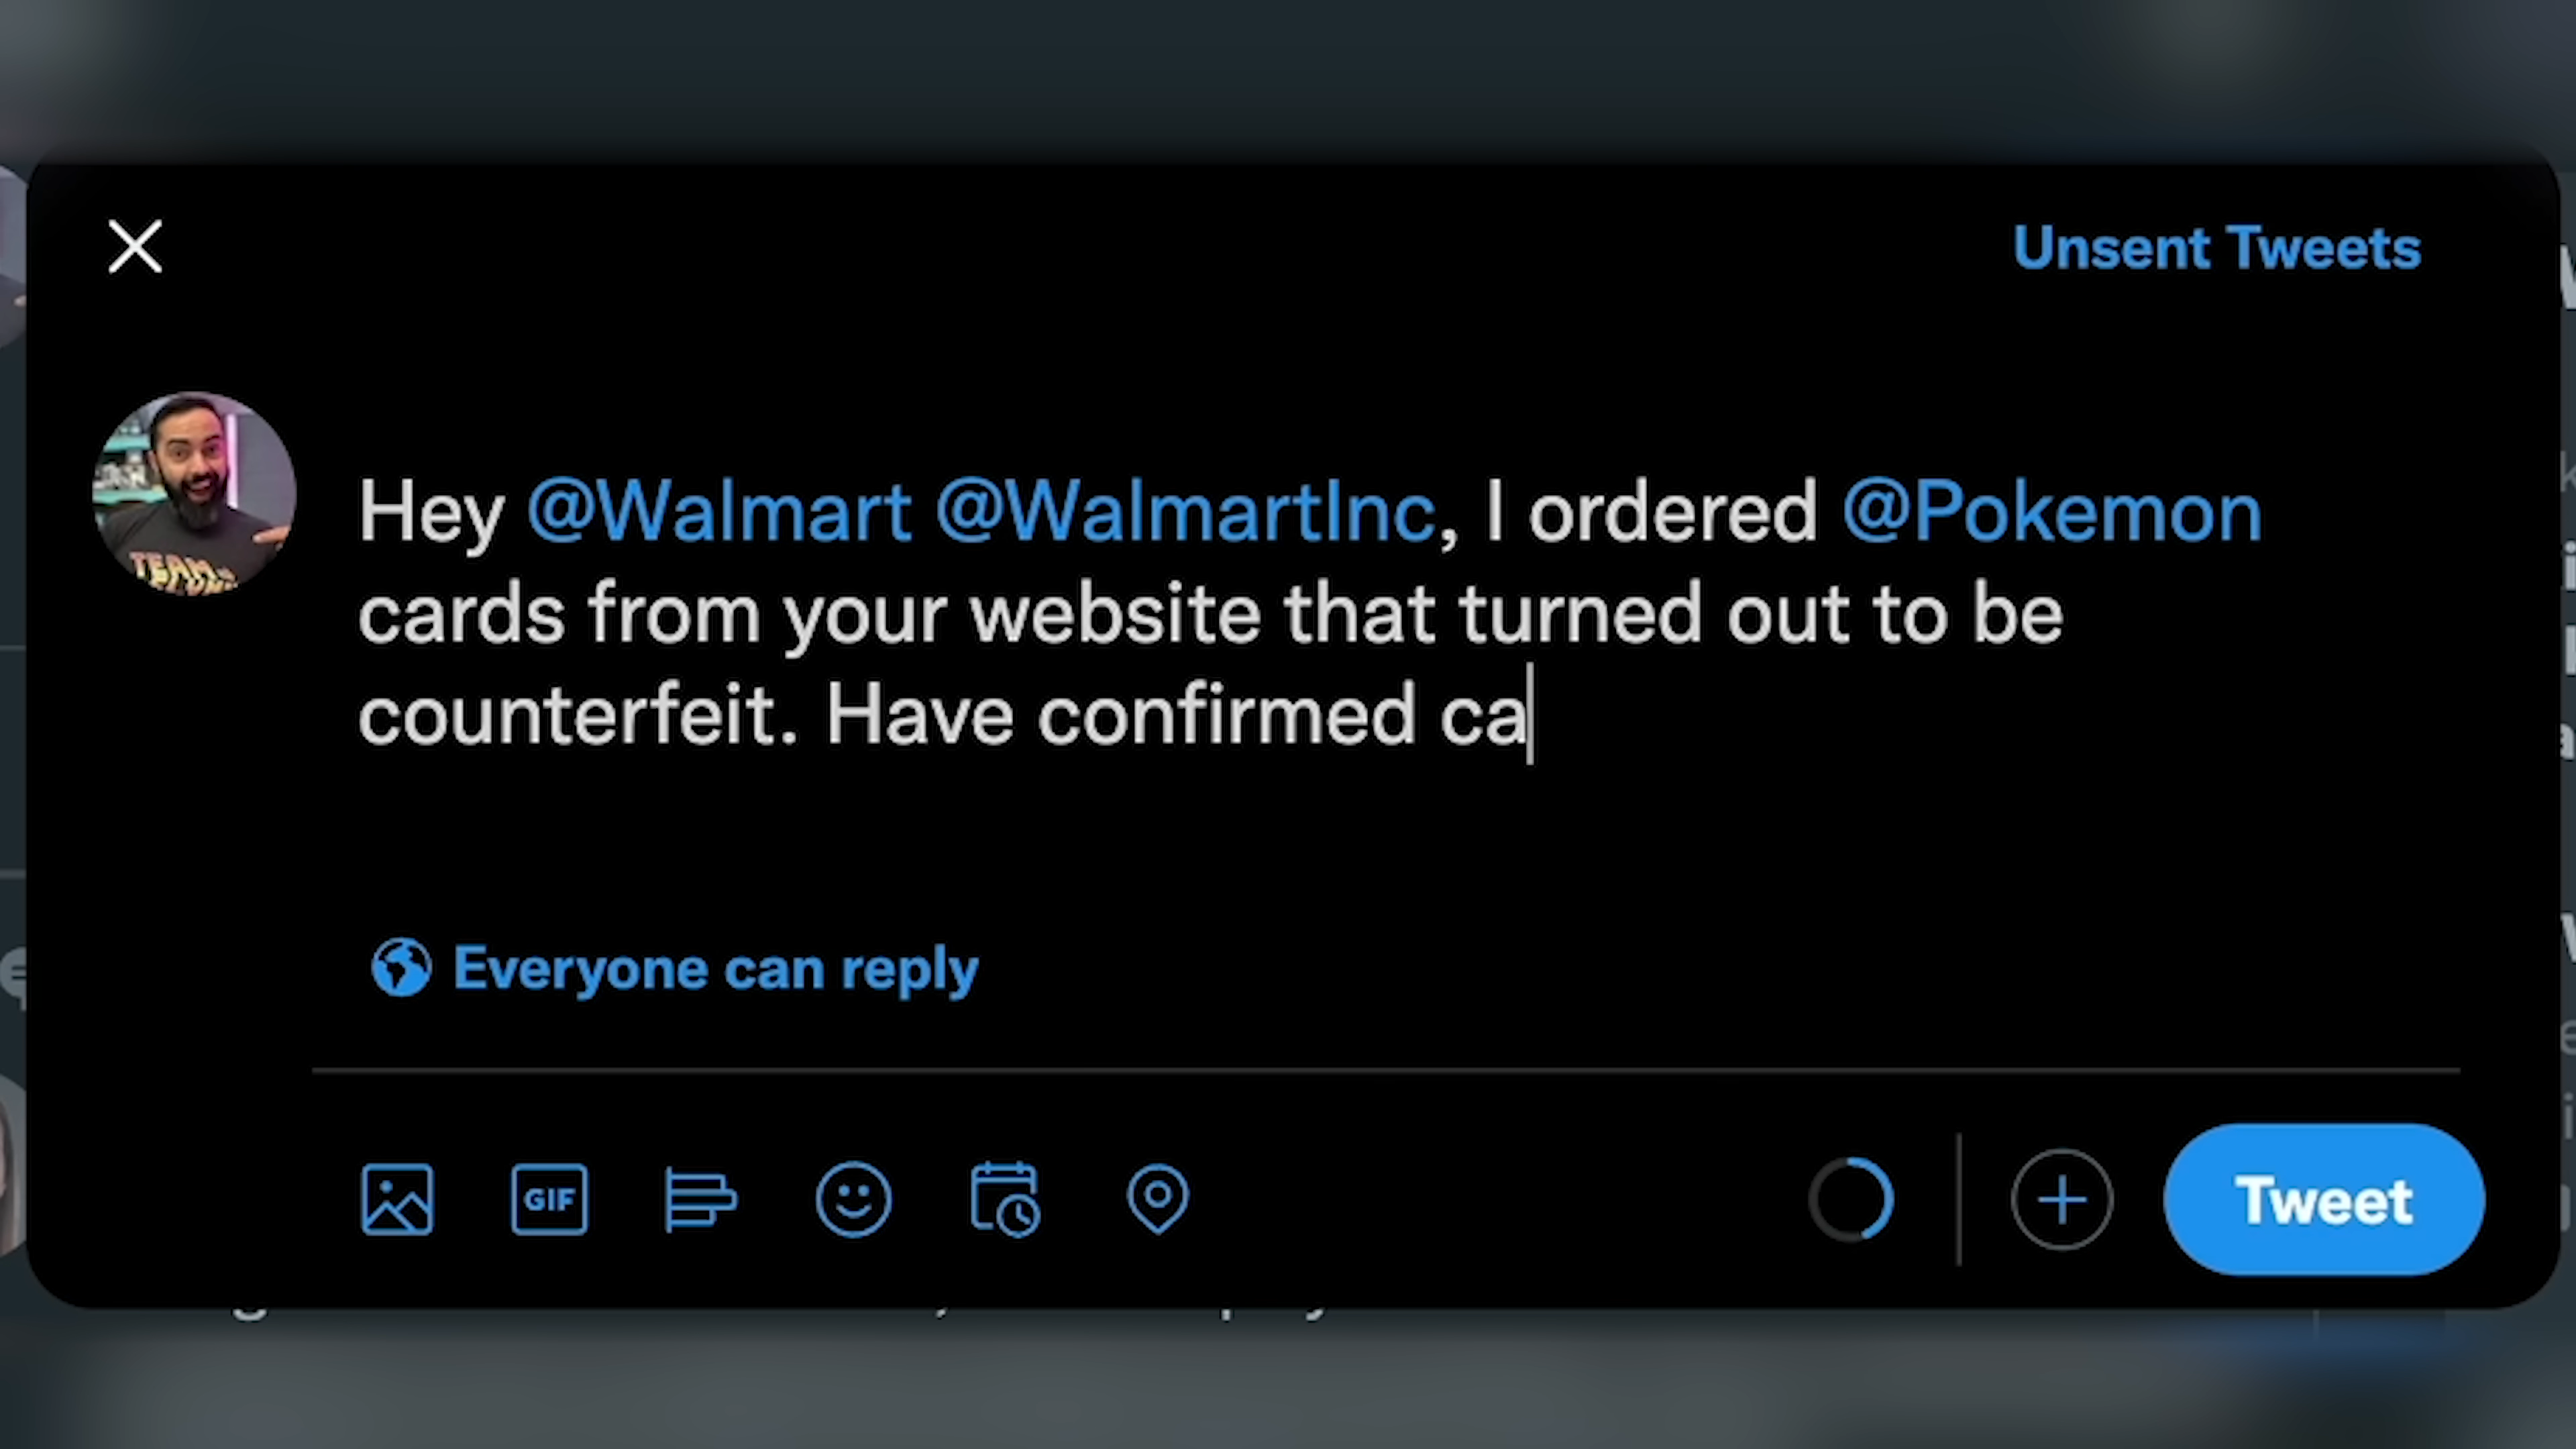 Unsent Tweets
TEAM
Hey @Walmart @WalmartInc, I ordered @Pokemon
cards from your website that turned out to be
counterfeit. Have confirmed ca
Everyone can reply
GIF
Tweet